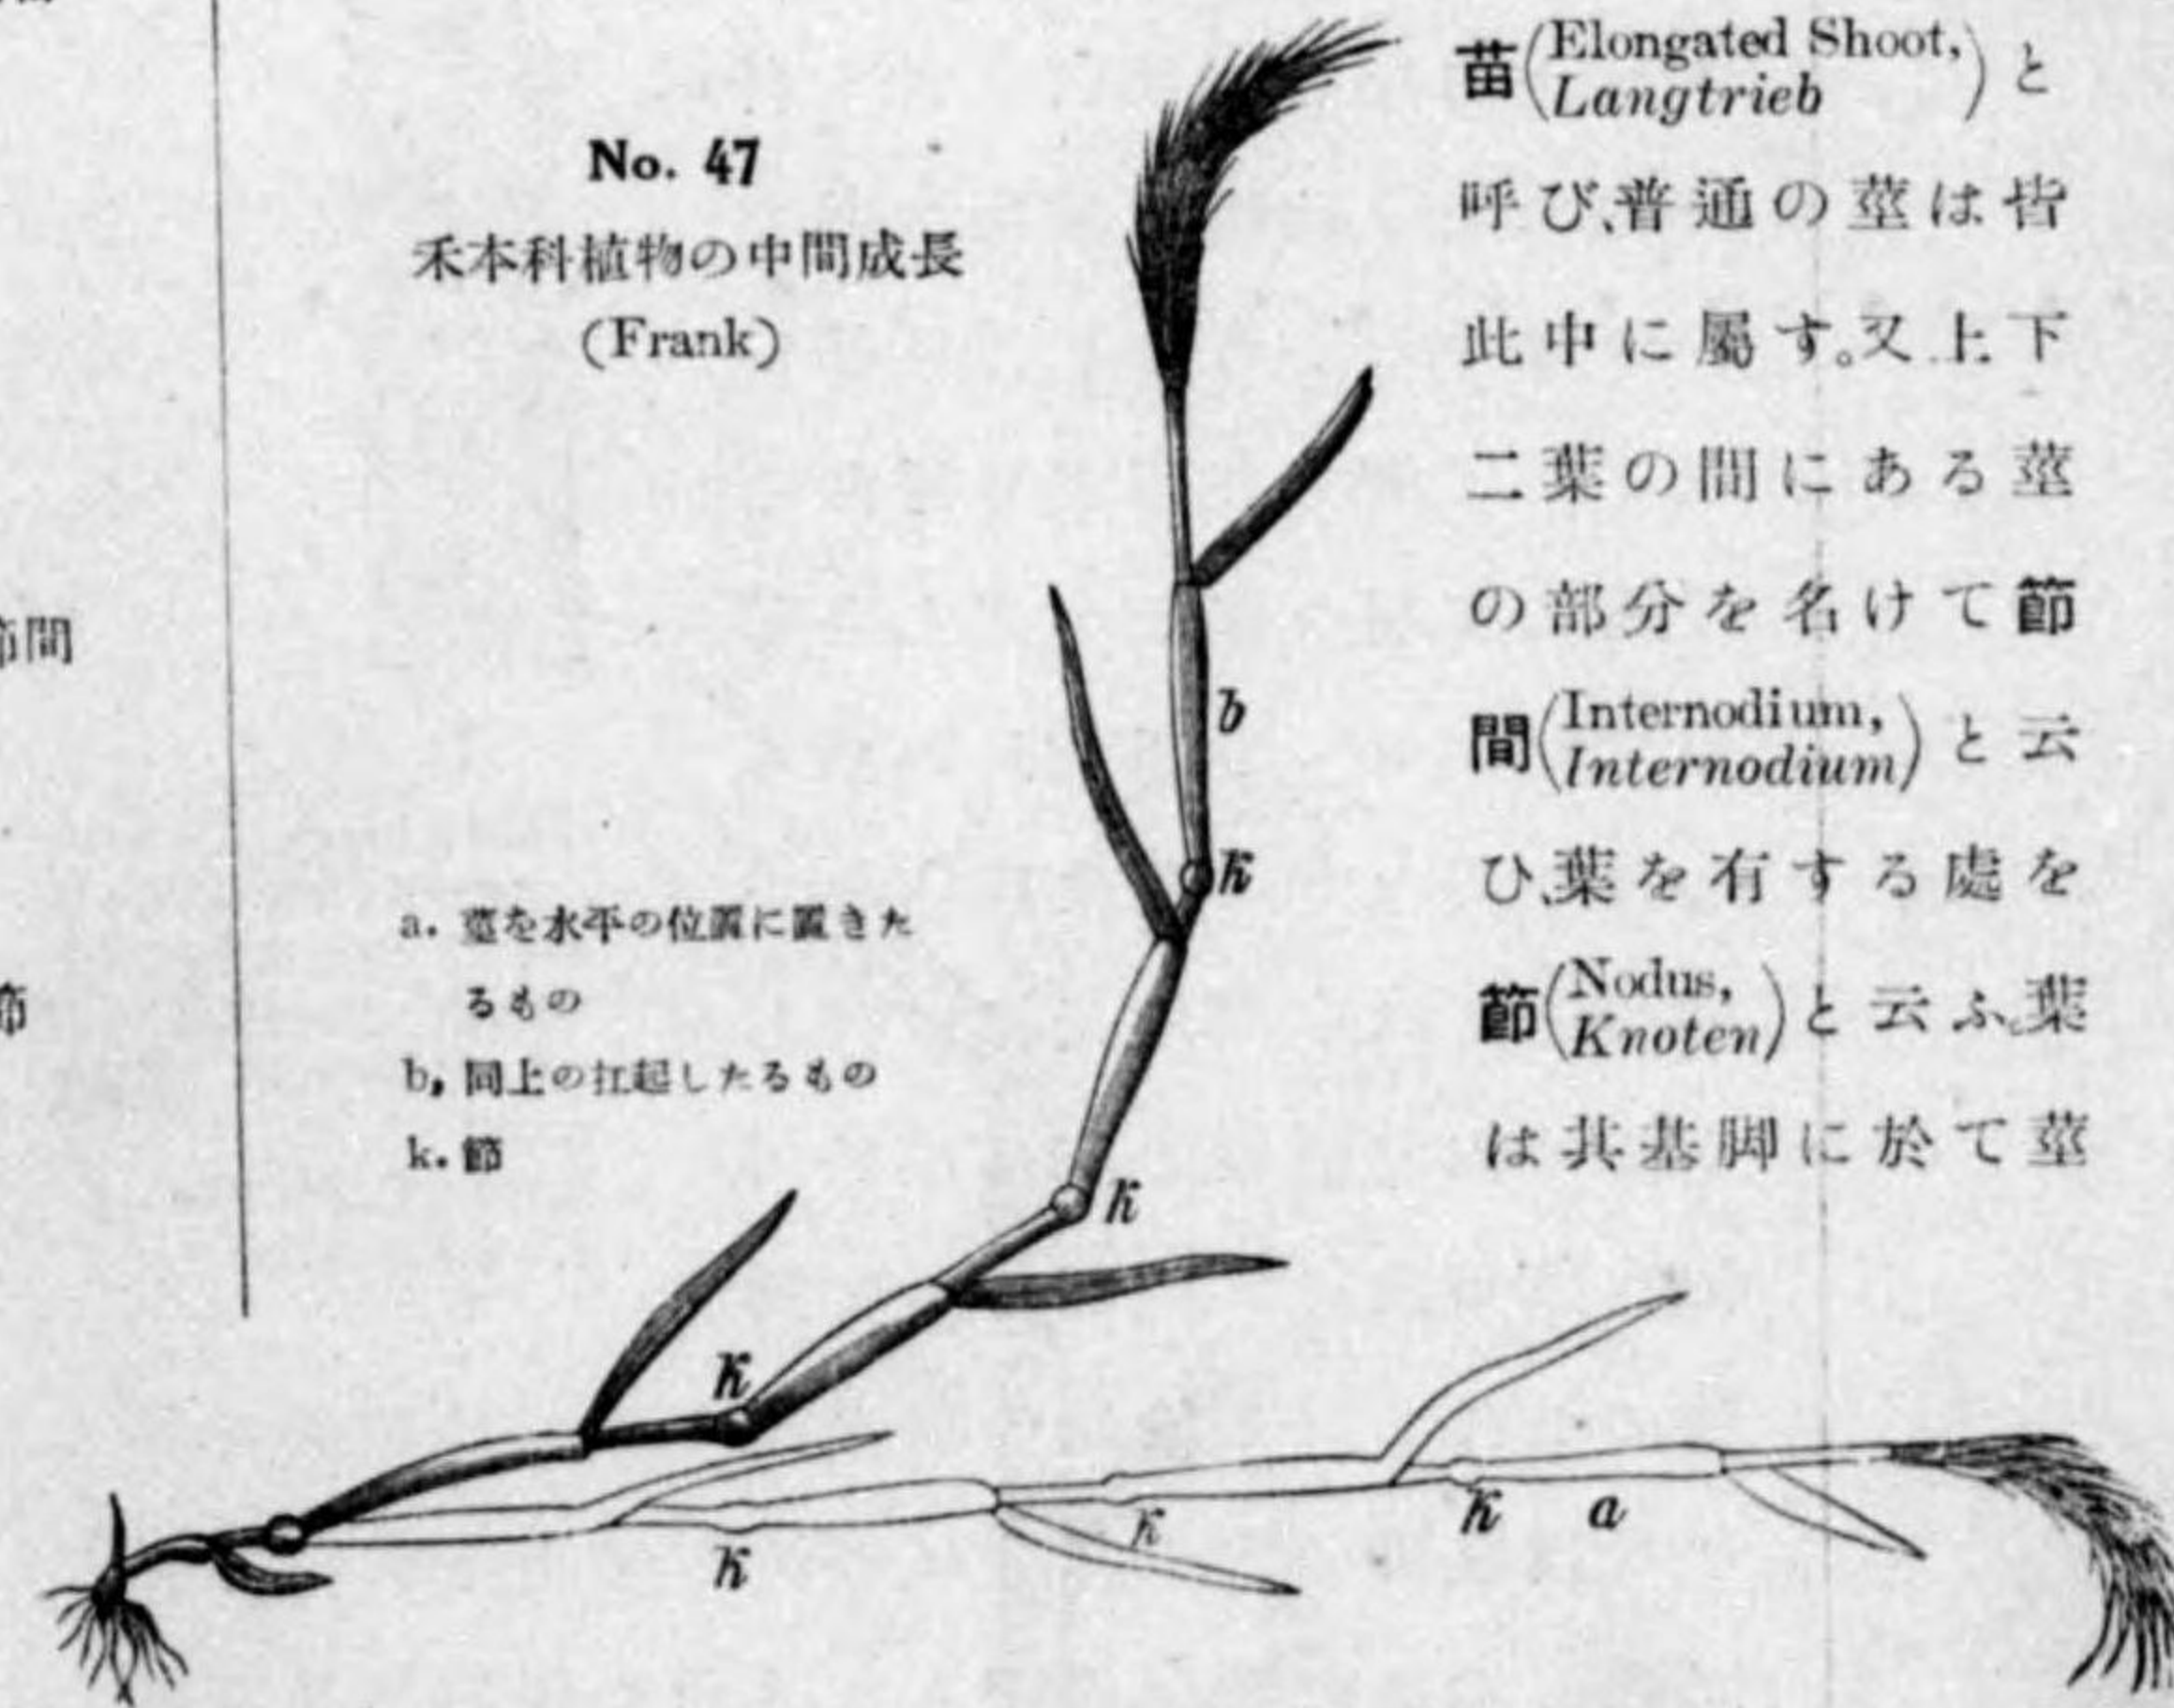 No. 47
禾本科植物の中間成長
(Frank)
a. 莖を水平の位置に置きた
るもの
b, 同上の扛起したるもの
k. 節
b
k
k
k
k
k
k
a
苗(Elongated Shoot, Langtrieb)と
呼び、普通の莖は皆
此中に屬す。又上下
二葉の間にある莖
の部分を名けて節
間(Internodium, Internodium)と云
ひ、葉を有する處を
節(Nodus, Knoten)と云ふ。葉
は其基脚に於て莖
節間
節